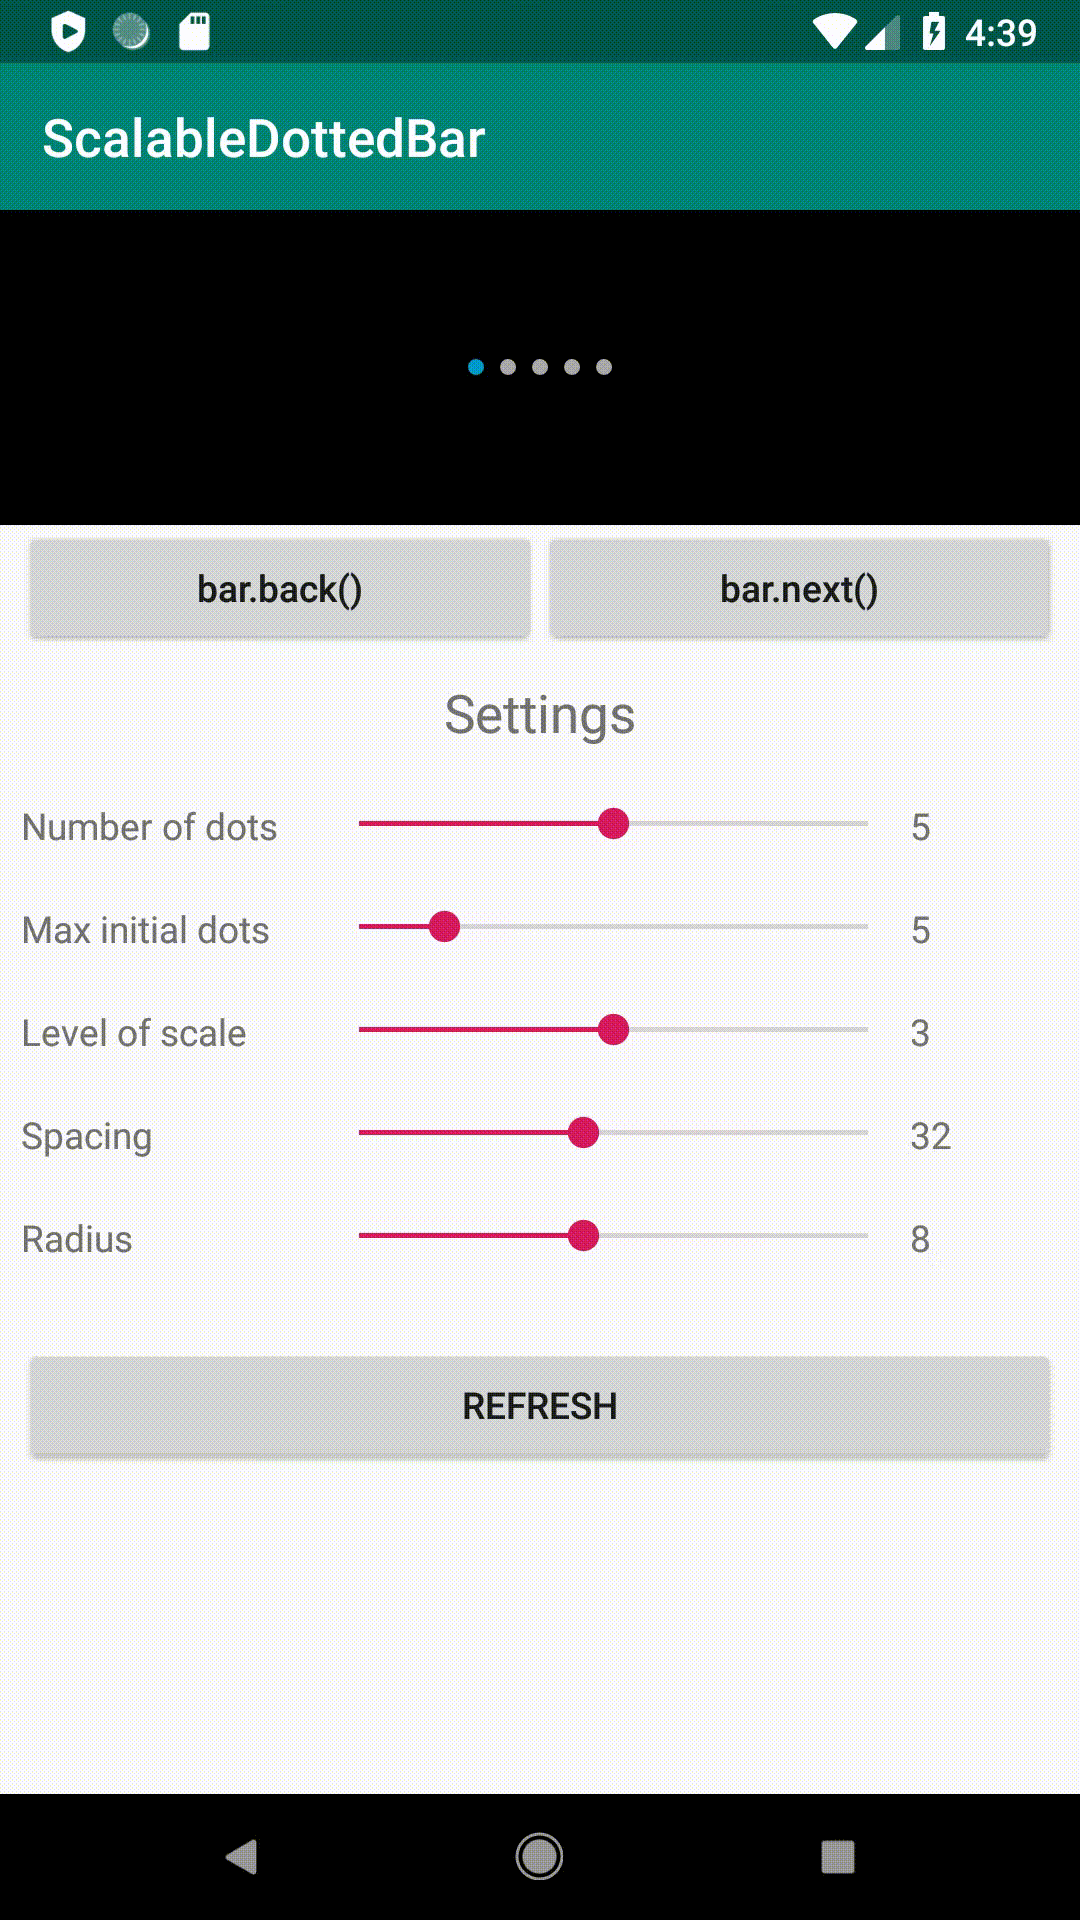 4:39
ScalableDottedBar
bar.back() bar.next()
Settings
Number of dots 5
Max initial dots 5
Level of scale 3
Spacing 32
Radius 8
REFRESH